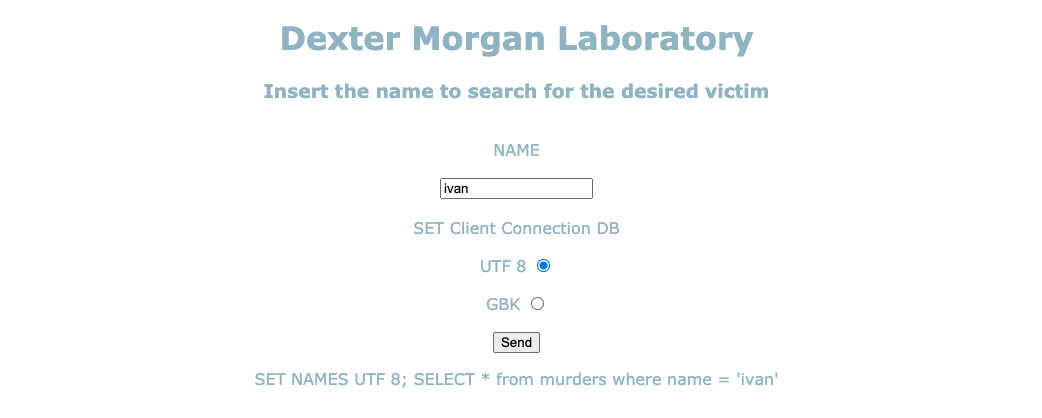 Dexter Morgan Laboratory
Insert the name to search for the desired victim
NAME
ivan
SET Client Connection DB
UTF 8
GBK
Send
SET NAMES UTF 8; SELECT * from murders where name = 'ivan'